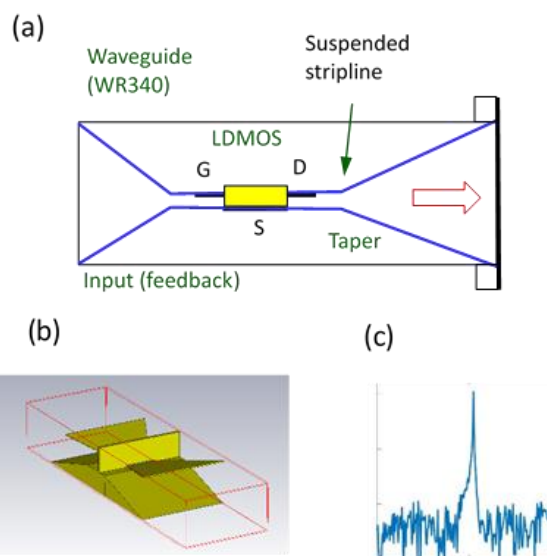 (a)
Waveguide
(WR340)
Suspended
stripline
LDMOS
G
D
S
Taper
Input (feedback)
(b)
(c)